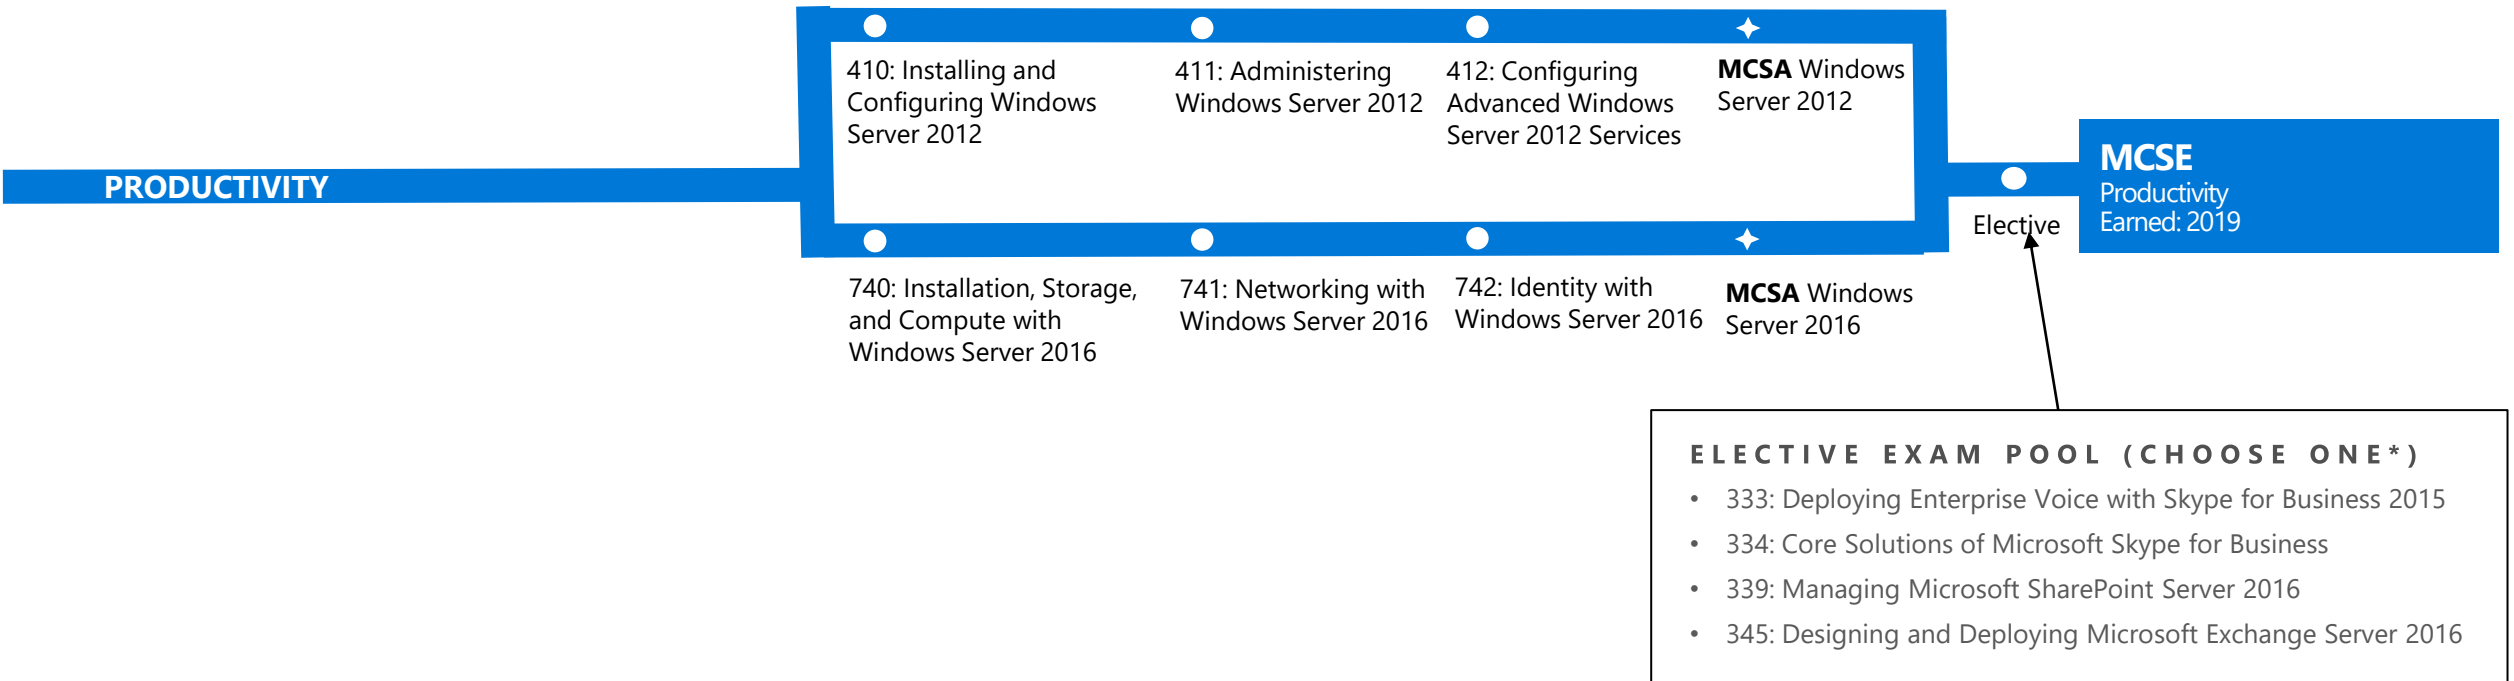 PRODUCTIVITY
410: Installing and
Configuring Windows
Server 2012
411: Administering
Windows Server 2012
412: Configuring
Advanced Windows
Server 2012 Services
MCSA Windows
Server 2012
740: Installation, Storage,
and Compute with
Windows Server 2016
741: Networking with
Windows Server 2016
742: Identity with
Windows Server 2016
MCSA Windows
Server 2016
Elective
MCSE
Productivity
Earned: 2019
ELECTIVE EXAM POOL (CHOOSE ONE*)
• 333: Deploying Enterprise Voice with Skype for Business 2015
• 334: Core Solutions of Microsoft Skype for Business
• 339: Managing Microsoft SharePoint Server 2016
• 345: Designing and Deploying Microsoft Exchange Server 2016